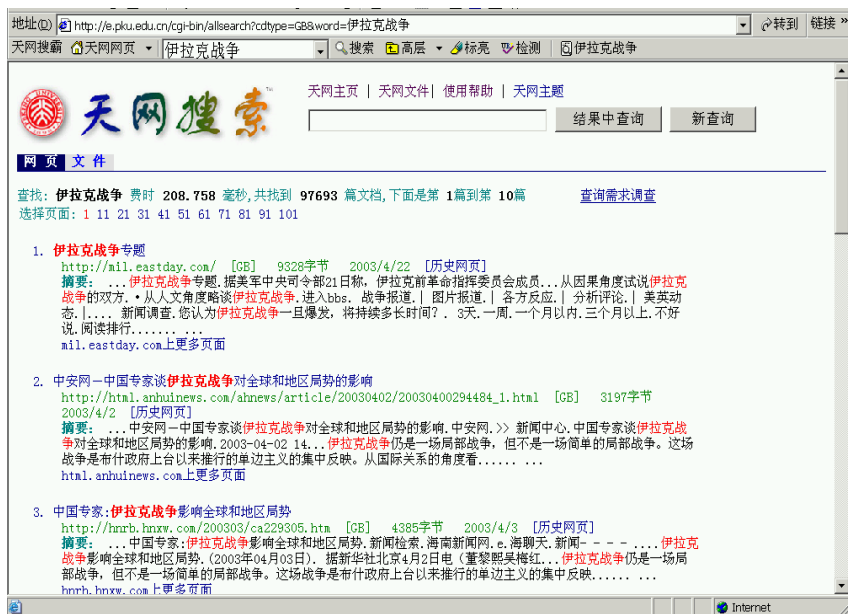 地址(D) http://e.pku.edu.cn/cgi-bin/allsearch?cdtype=GB&word=伊拉克战争 转到 链接 »
天网搜霸 天网网页 伊拉克战争 搜索 高层 标亮 检测 伊拉克战争
天网主页 | 天网文件| 使用帮助 | 天网主题
天网搜索 ™
结果中查询 新查询
网页 文件
查找: 伊拉克战争 费时 208.758 毫秒,共找到 97693 篇文档,下面是第 1篇到第 10篇 查询需求调查
选择页面: 1 11 21 31 41 51 61 71 81 91 101
1. 伊拉克战争专题
http://mil.eastday.com/ [GB] 9328字节 2003/4/22 [历史网页]
摘要: ...伊拉克战争专题.据美军中央司令部21日称，伊拉克前革命指挥委员会成员...从因果角度试说伊拉克
战争的双方.•从人文角度略谈伊拉克战争.进入bbs. 战争报道.| 图片报道.| 各方反应.| 分析评论.| 美英动
态.|.... 新闻调查.您认为伊拉克战争一旦爆发，将持续多长时间？. 3天.一周.一个月以内.三个月以上.不好
说.阅读排行....... ...
mil.eastday.com上更多页面
2. 中安网－中国专家谈伊拉克战争对全球和地区局势的影响
http://html.anhuinews.com/ahnews/article/20030402/20030400294484_1.html [GB] 3197字节
2003/4/2 [历史网页]
摘要: ...中安网－中国专家谈伊拉克战争对全球和地区局势的影响.中安网.>> 新闻中心.中国专家谈伊拉克战
争对全球和地区局势的影响.2003-04-02 14...伊拉克战争仍是一场局部战争，但不是一场简单的局部战争。这场
战争是布什政府上台以来推行的单边主义的集中反映。从国际关系的角度看...... ...
html.anhuinews.com上更多页面
3. 中国专家:伊拉克战争影响全球和地区局势
http://hnrb.hnxw.com/200303/ca229305.htm [GB] 4385字节 2003/4/3 [历史网页]
摘要: ...中国专家:伊拉克战争影响全球和地区局势.新闻检索.海南新闻网.e.海聊天.新闻- - - - ....伊拉克
战争影响全球和地区局势.(2003年04月03日). 据新华社北京4月2日电（董黎熙吴梅红...伊拉克战争仍是一场局
部战争，但不是一场简单的局部战争。这场战争是布什政府上台以来推行的单边主义的集中反映...... ...
hnrb.hnxw.com上更多页面
Internet